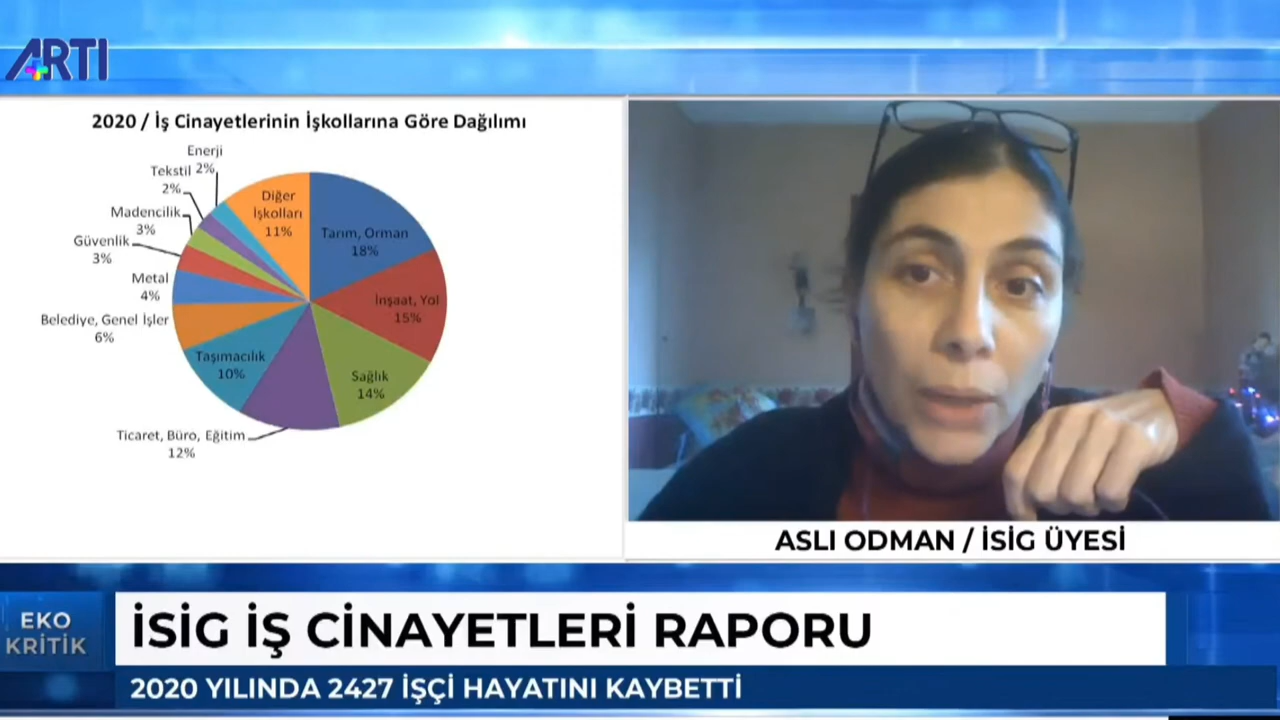 ARTI
2020 / İş Cinayetlerinin İşkollarına Göre Dağılımı
Enerji
2%
Tekstil
2%
Madencilik
3%
Güvenlik
3%
Metal
4%
Belediye, Genel İşler
6%
Diğer
İşkolları
11%
Tarım, Orman
18%
İnşaat, Yol
15%
Sağlık
14%
Taşımacılık
10%
Ticaret, Büro, Eğitim
12%
ASLI ODMAN / İSİG ÜYESİ
EKO
KRİTİK
İSİG İŞ CİNAYETLERİ RAPORU
2020 YILINDA 2427 İŞÇİ HAYATINI KAYBETTİ